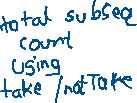 total subseq
count
using
take / notTake